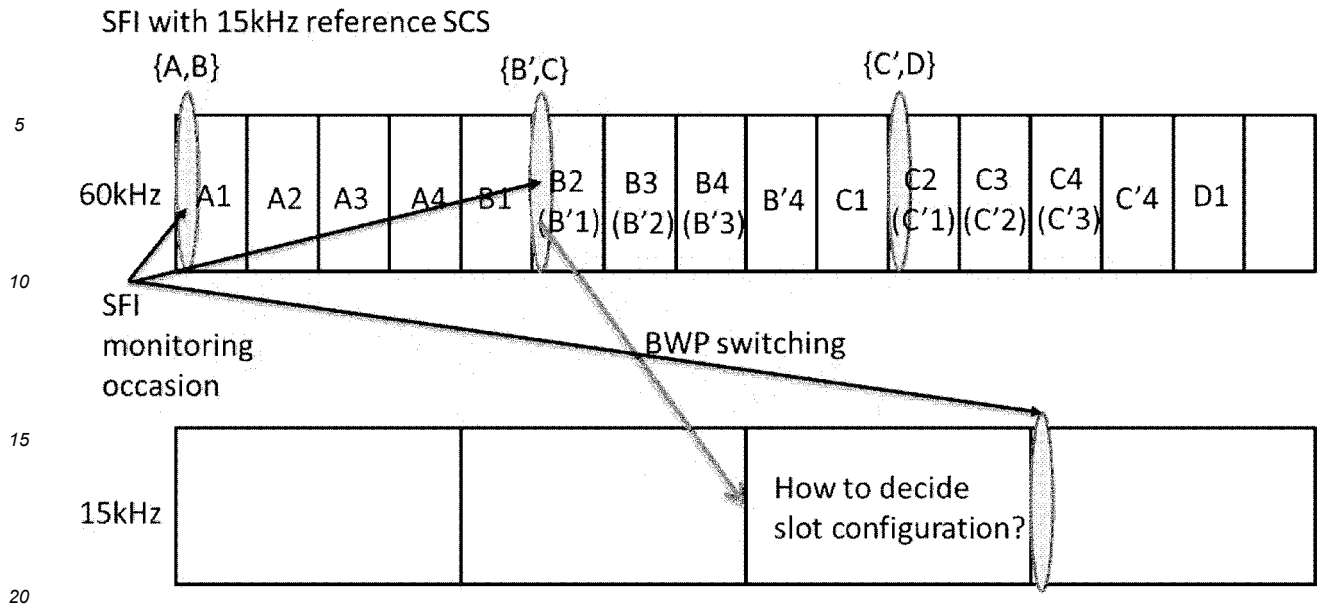 SFI with 15kHz reference SCS
{A,B}
{B',C}
{C',D}
5
60kHz
A1
A2
A3
A4
B1
B2
(B'1)
B3
(B'2)
B4
(B'3)
B'4
C1
C2
(C'1)
C3
(C'2)
C4
(C'3)
C'4
D1
10
SFI
monitoring
occasion
BWP switching
15
15kHz
How to decide
slot configuration?
20